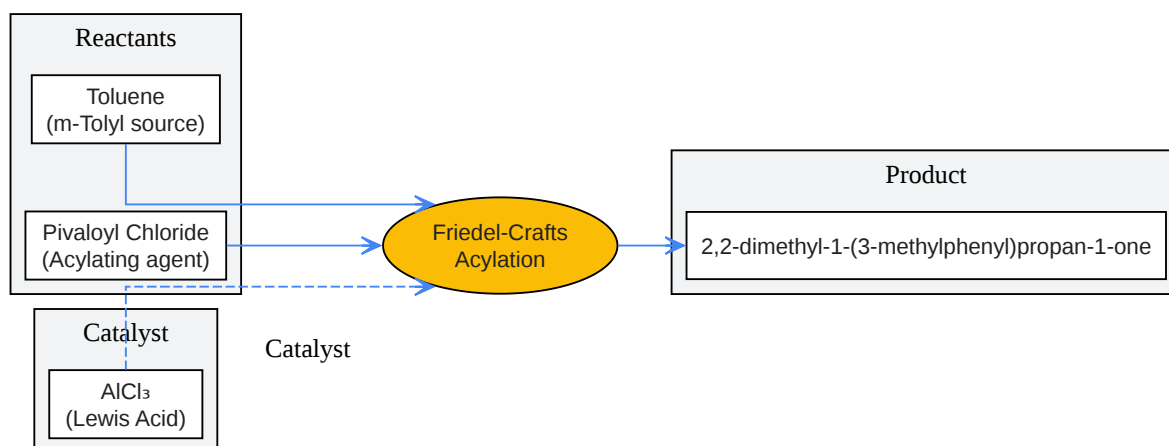 Reactants
Toluene
(m-Tolyl source)
Pivaloyl Chloride
(Acylating agent)
Friedel-Crafts
Acylation
Product
2,2-dimethyl-1-(3-methylphenyl)propan-1-one
Catalyst
Catalyst
AlCl₃
(Lewis Acid)